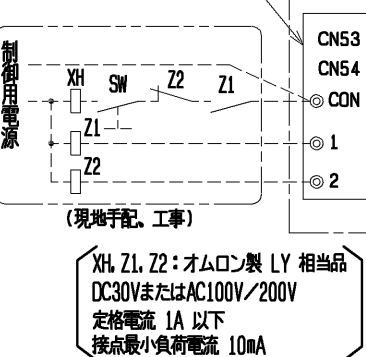 制御用電源
XH
SW
Z2
Z1
Z1
Z2
CN53
CN54
CON
1
2
(現地手配、工事)
XH, Z1, Z2：オムロン製 LY 相当品
DC30VまたはAC100V／200V
定格電流 1A 以下
接点最小負荷電流 10mA